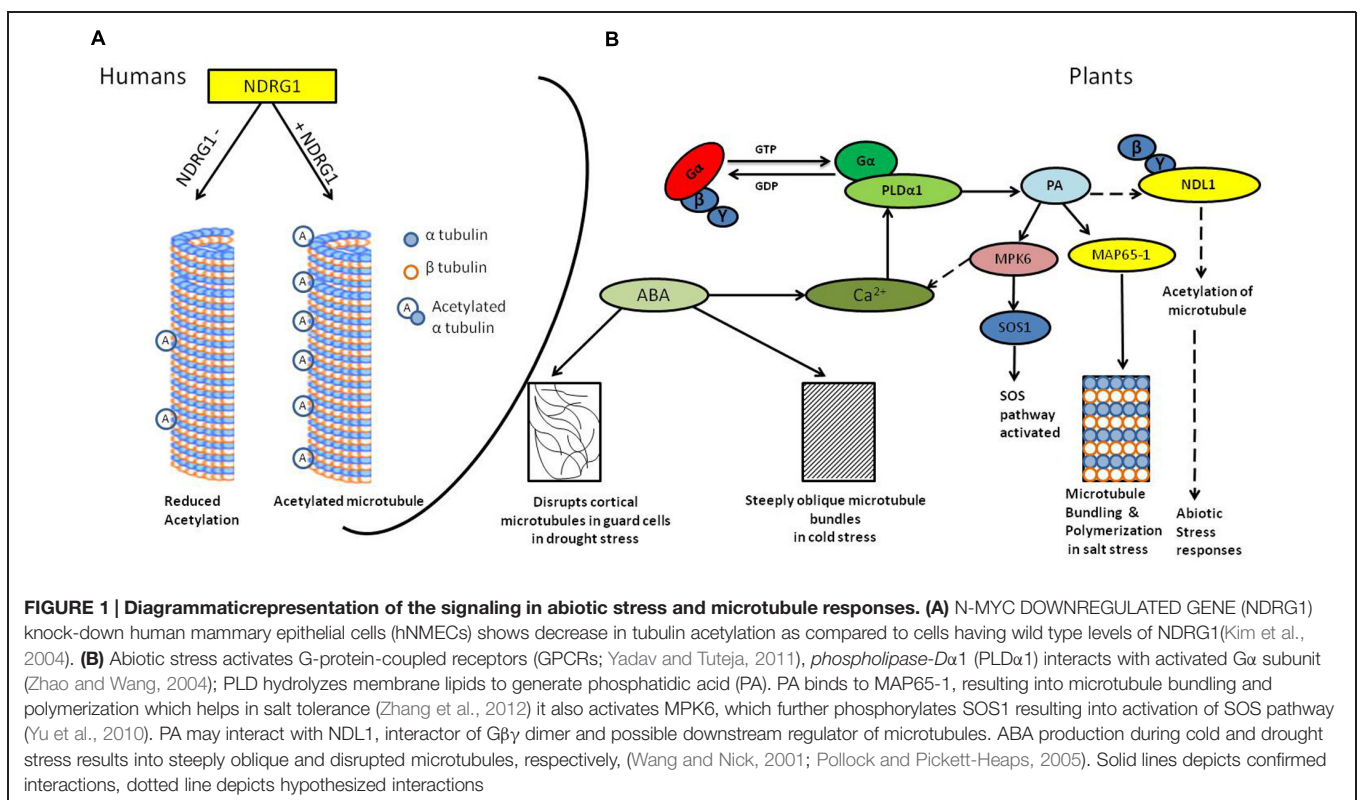 A
Humans
NDRG1
NDRG1 -
+ NDRG1
A
A
A
A
A
A
A
A
α tubulin
β tubulin
A
Acetylated
α tubulin
Reduced
Acetylation
Acetylated microtubule
B
Plants
Gα
β
γ
GTP
GDP
Gα
PLDα1
PA
β
γ
NDL1
MPK6
MAP65-1
ABA
Ca²⁺
SOS1
Acetylation of
microtubule
SOS
pathway
activated
Disrupts cortical
microtubules in guard cells
in drought stress
Steeply oblique microtubule
bundles
in cold stress
Microtubule
Bundling &
Polymerization
in salt stress
Abiotic
Stress
responses
FIGURE 1 | Diagrammaticrepresentation of the signaling in abiotic stress and microtubule responses. (A) N-MYC DOWNREGULATED GENE (NDRG1)
knock-down human mammary epithelial cells (hNMECs) shows decrease in tubulin acetylation as compared to cells having wild type levels of NDRG1(Kim et al.,
2004). (B) Abiotic stress activates G-protein-coupled receptors (GPCRs; Yadav and Tuteja, 2011), phospholipase-Dα1 (PLDα1) interacts with activated Gα subunit
(Zhao and Wang, 2004); PLD hydrolyzes membrane lipids to generate phosphatidic acid (PA). PA binds to MAP65-1, resulting into microtubule bundling and
polymerization which helps in salt tolerance (Zhang et al., 2012) it also activates MPK6, which further phosphorylates SOS1 resulting into activation of SOS pathway
(Yu et al., 2010). PA may interact with NDL1, interactor of Gβγ dimer and possible downstream regulator of microtubules. ABA production during cold and drought
stress results into steeply oblique and disrupted microtubules, respectively, (Wang and Nick, 2001; Pollock and Pickett-Heaps, 2005). Solid lines depicts confirmed
interactions, dotted line depicts hypothesized interactions